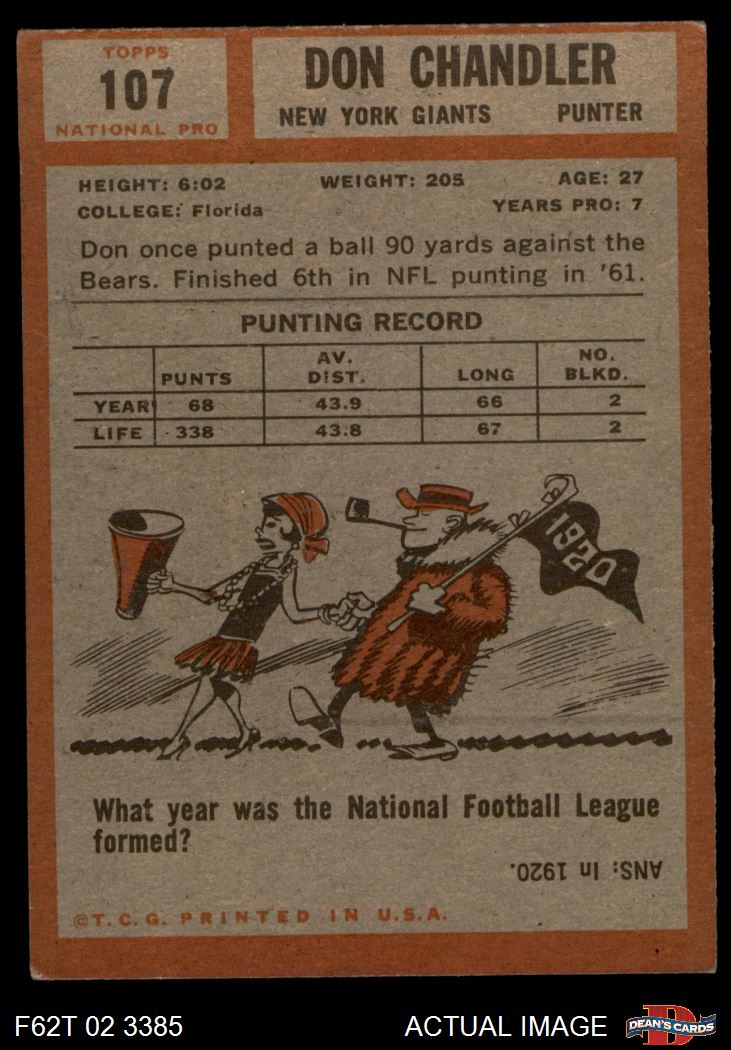 TOPPS
107
NATIONAL PRO
DON CHANDLER
NEW YORK GIANTS PUNTER
HEIGHT: 6:02 WEIGHT: 205 AGE: 27
COLLEGE: Florida YEARS PRO: 7
Don once punted a ball 90 yards against the
Bears. Finished 6th in NFL punting in '61.
PUNTING RECORD
PUNTS AV. DIST. LONG NO. BLKD.
YEAR 68 43.9 66 2
LIFE 338 43.8 67 2
1920
What year was the National Football League
formed?
ANS: In 1920.
©T.C.G. PRINTED IN U.S.A.
F62T 02 3385 ACTUAL IMAGE
D
DEAN'S CARDS